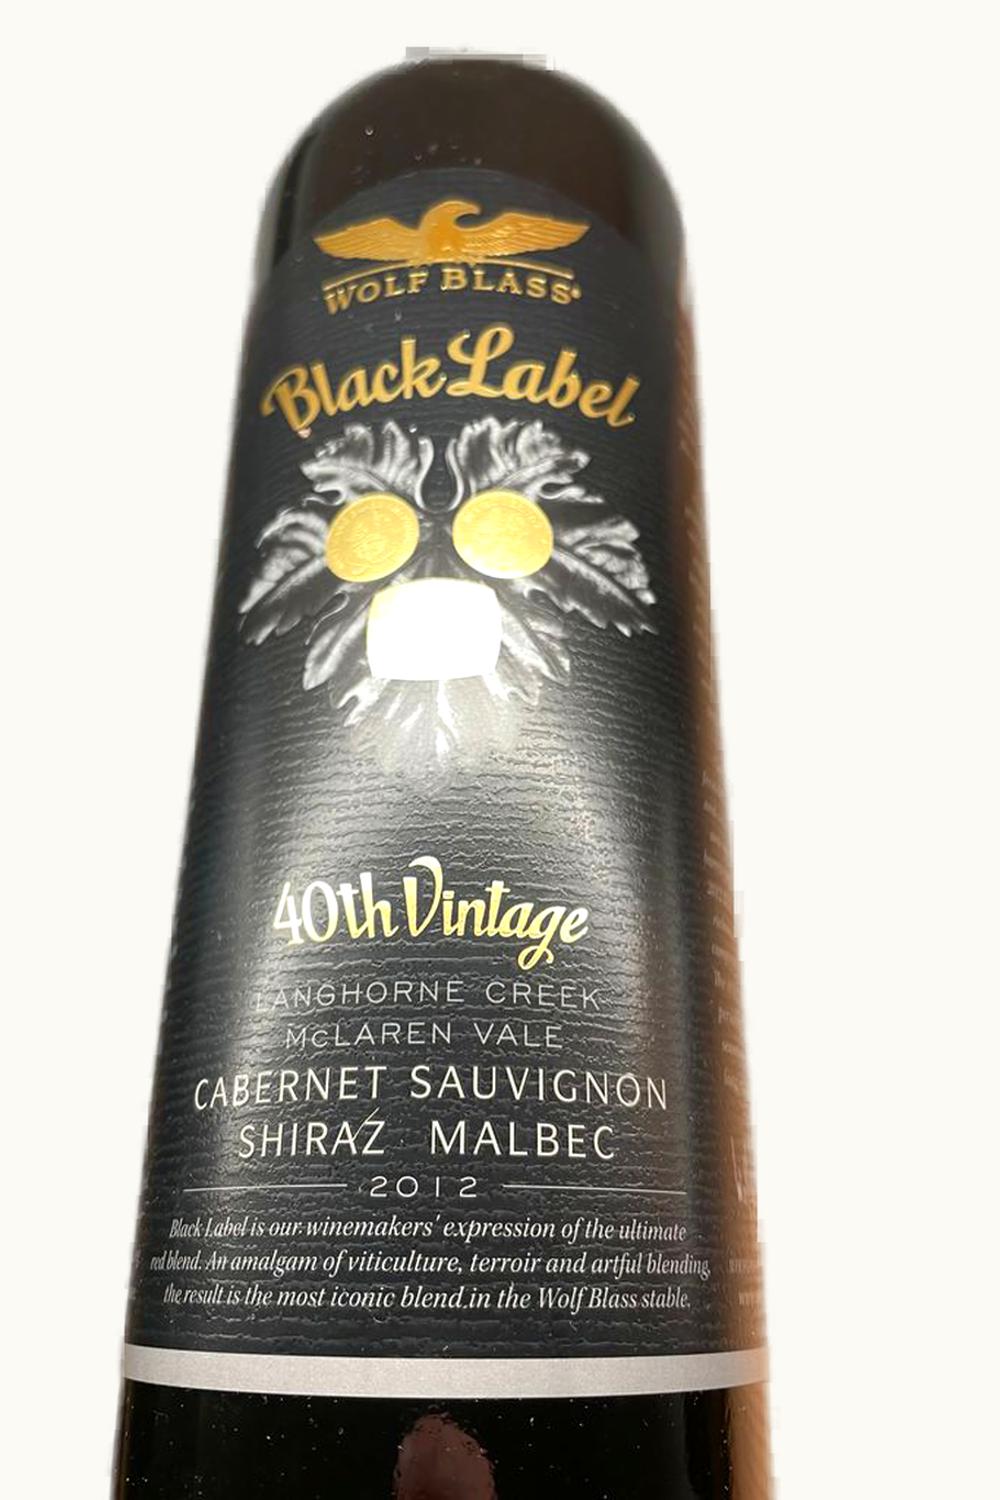 WOLF BLASS
Black Label
40th Vintage
LANGHORNE CREEK
McLAREN VALE
CABERNET SAUVIGNON
SHIRAZ MALBEC
2012
Black Label is our winemakers' expression of the ultimate
red blend. An amalgam of viticulture, terroir and artful blending,
the result is the most iconic blend in the Wolf Blass stable.